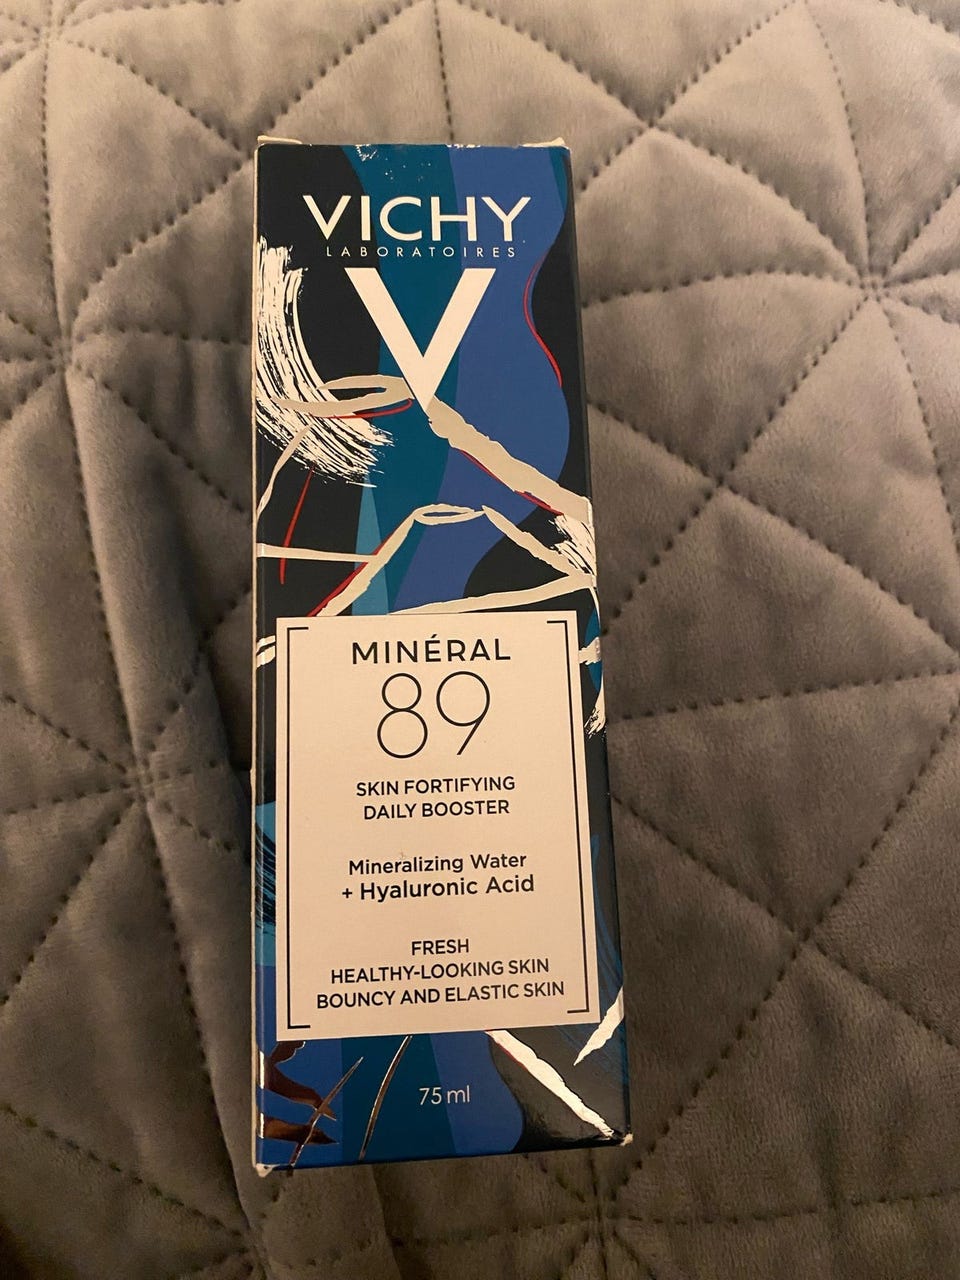 VICHY
LABORATOIRES
V
MINÉRAL
89
SKIN FORTIFYING
DAILY BOOSTER
Mineralizing Water
+ Hyaluronic Acid
FRESH
HEALTHY-LOOKING SKIN
BOUNCY AND ELASTIC SKIN
75 ml